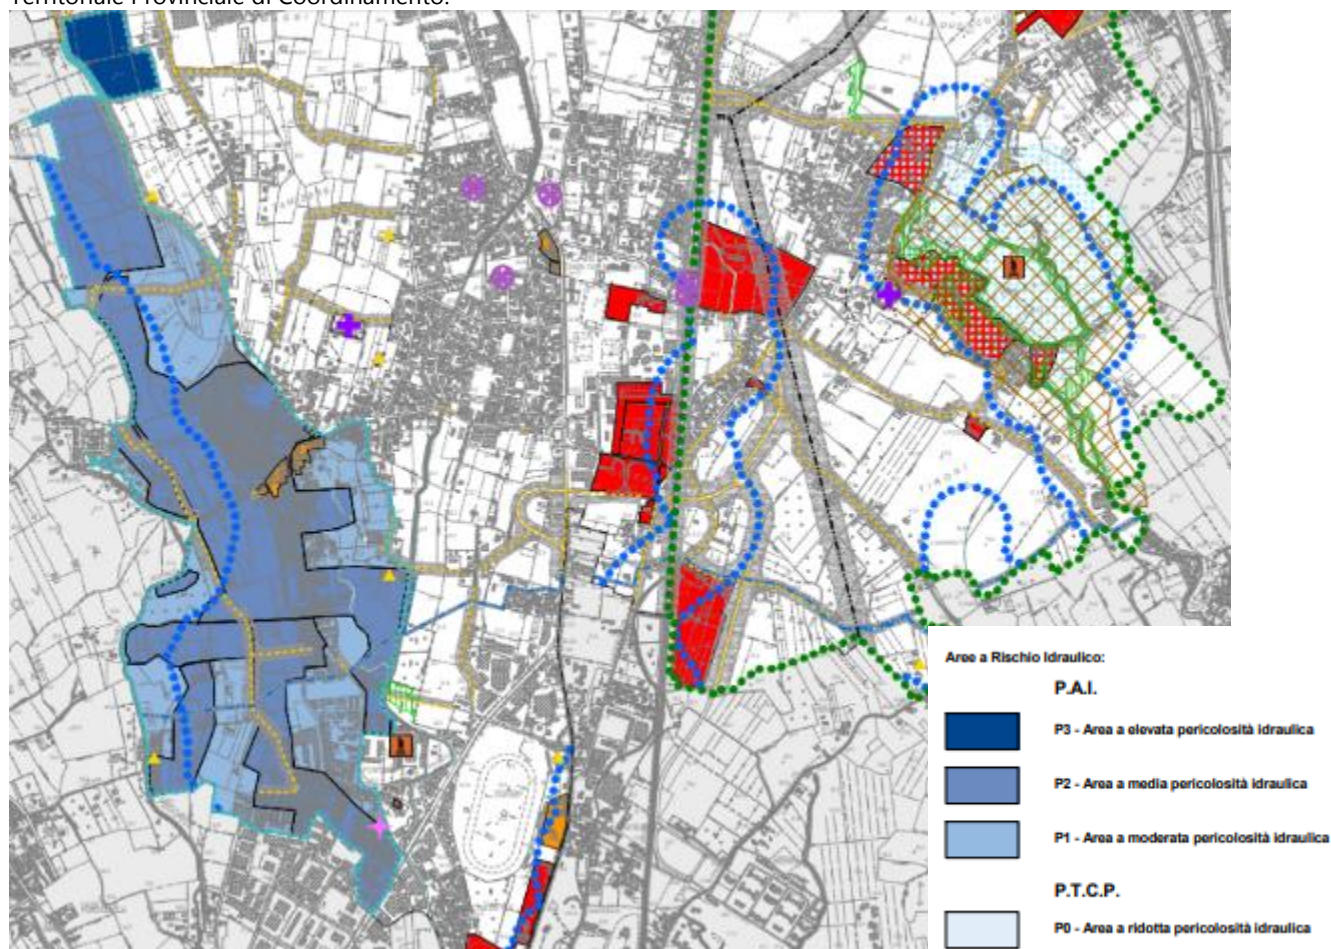 Territoriale Provinciale di Coordinamento.
Aree a Rischio Idraulico:
P.A.I.
P3 - Area a elevata pericolosità idraulica
P2 - Area a media pericolosità idraulica
P1 - Area a moderata pericolosità idraulica
P.T.C.P.
P0 - Area a ridotta pericolosità idraulica